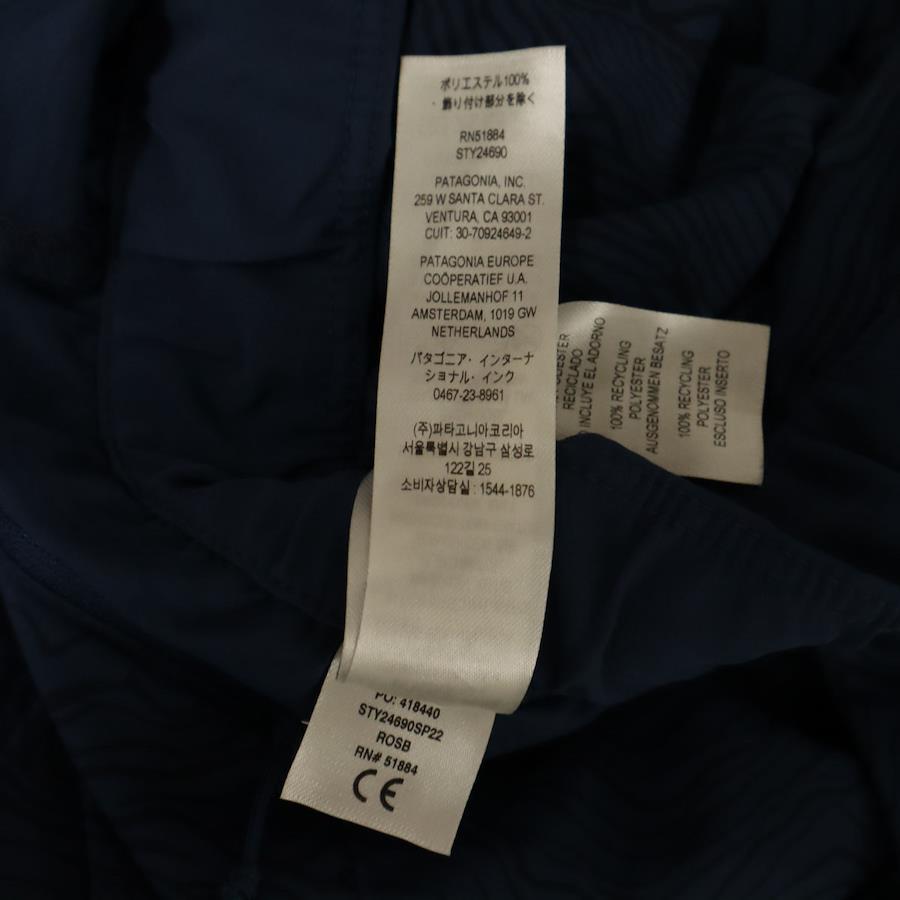 ポリエステル100%
・飾り付け部分を除く
RN51884
STY24690
PATAGONIA, INC.
259 W SANTA CLARA ST.
VENTURA, CA 93001
CUIT: 30-70924649-2
PATAGONIA EUROPE
COÖPERATIEF U.A.
JOLLEMANHOF 11
AMSTERDAM, 1019 GW
NETHERLANDS
パタゴニア・インターナ
ショナル・インク
0467-23-8961
(주)파타고니아코리아
서울특별시 강남구 삼성로
122길 25
소비자상담실 : 1544-1876
RECICLADO
INCLUYE EL ADORNO
100% RECYCLING
POLYESTER
AUSGENOMMEN BESATZ
100% RECYCLING
POLYESTER
ESCLUSO INSERTO
PO: 418440
STY24690SP22
ROSB
RN# 51884
CE